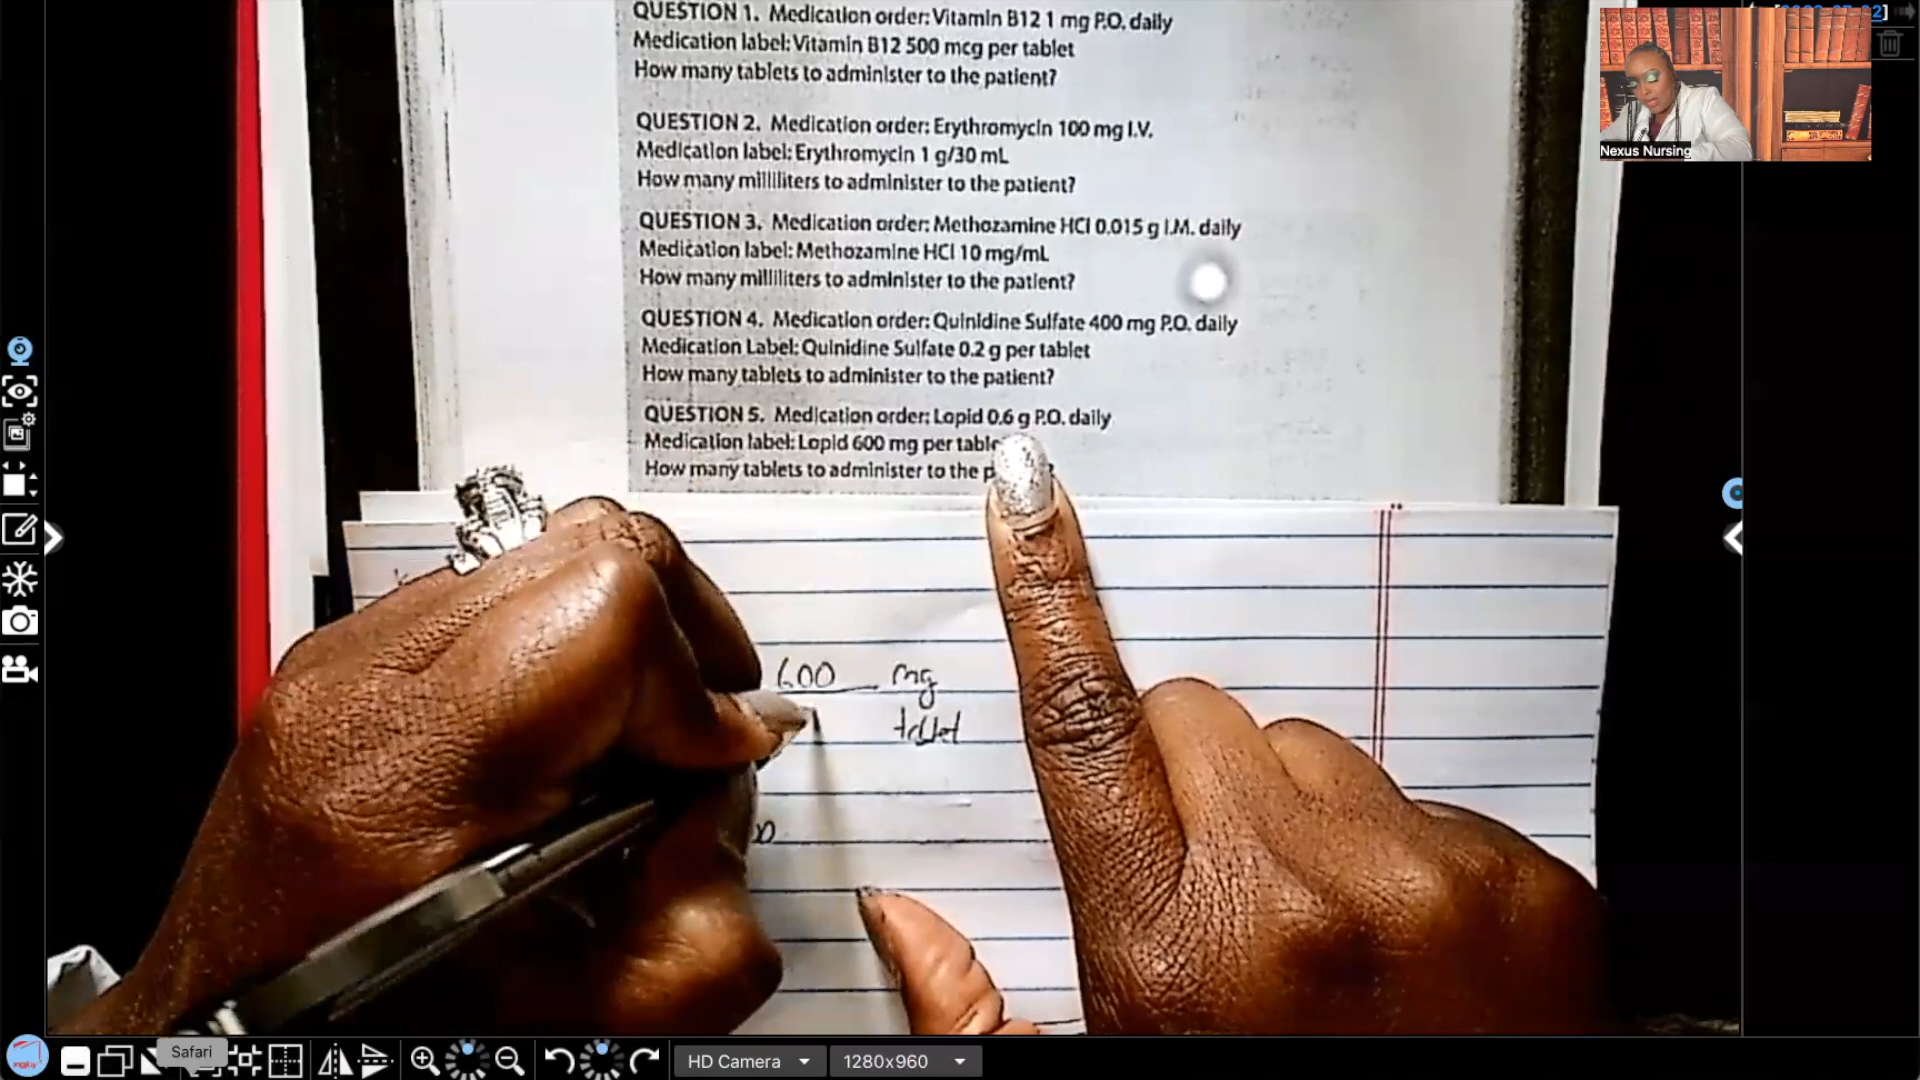 QUESTION 1. Medication order: Vitamin B12 1 mg P.O. daily
Medication label: Vitamin B12 500 mcg per tablet
How many tablets to administer to the patient?
QUESTION 2. Medication order: Erythromycin 100 mg I.V.
Medication label: Erythromycin 1 g/30 mL
How many milliliters to administer to the patient?
QUESTION 3. Medication order: Methozamine HCl 0.015 g I.M. daily
Medication label: Methozamine HCl 10 mg/mL
How many milliliters to administer to the patient?
QUESTION 4. Medication order: Quinidine Sulfate 400 mg P.O. daily
Medication Label: Quinidine Sulfate 0.2 g per tablet
How many tablets to administer to the patient?
QUESTION 5. Medication order: Lopid 0.6 g P.O. daily
Medication label: Lopid 600 mg per
How many tablets to administer to the
600 mg
tablet
Nexus Nursing
Safari
HD Camera
1280x960